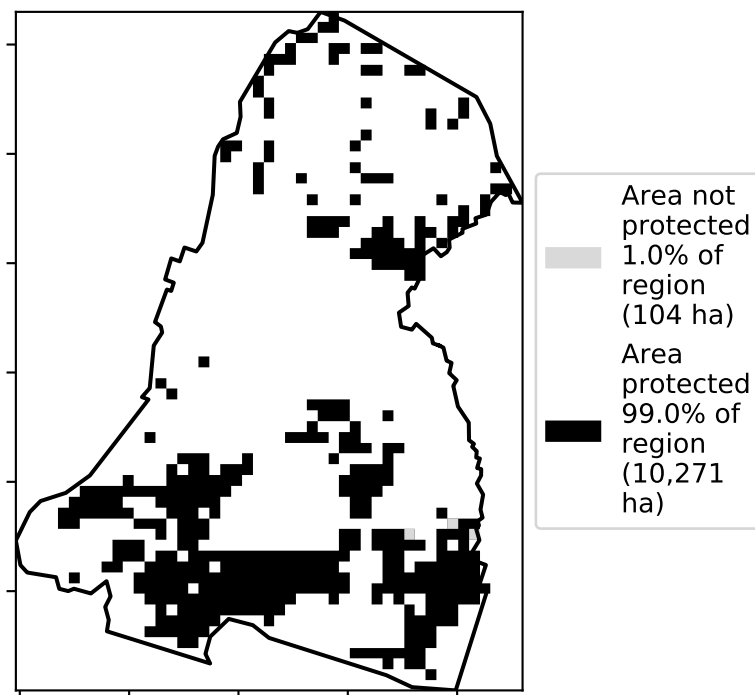 Area not
protected
1.0% of
region
(104 ha)
Area
protected
99.0% of
region
(10,271
ha)